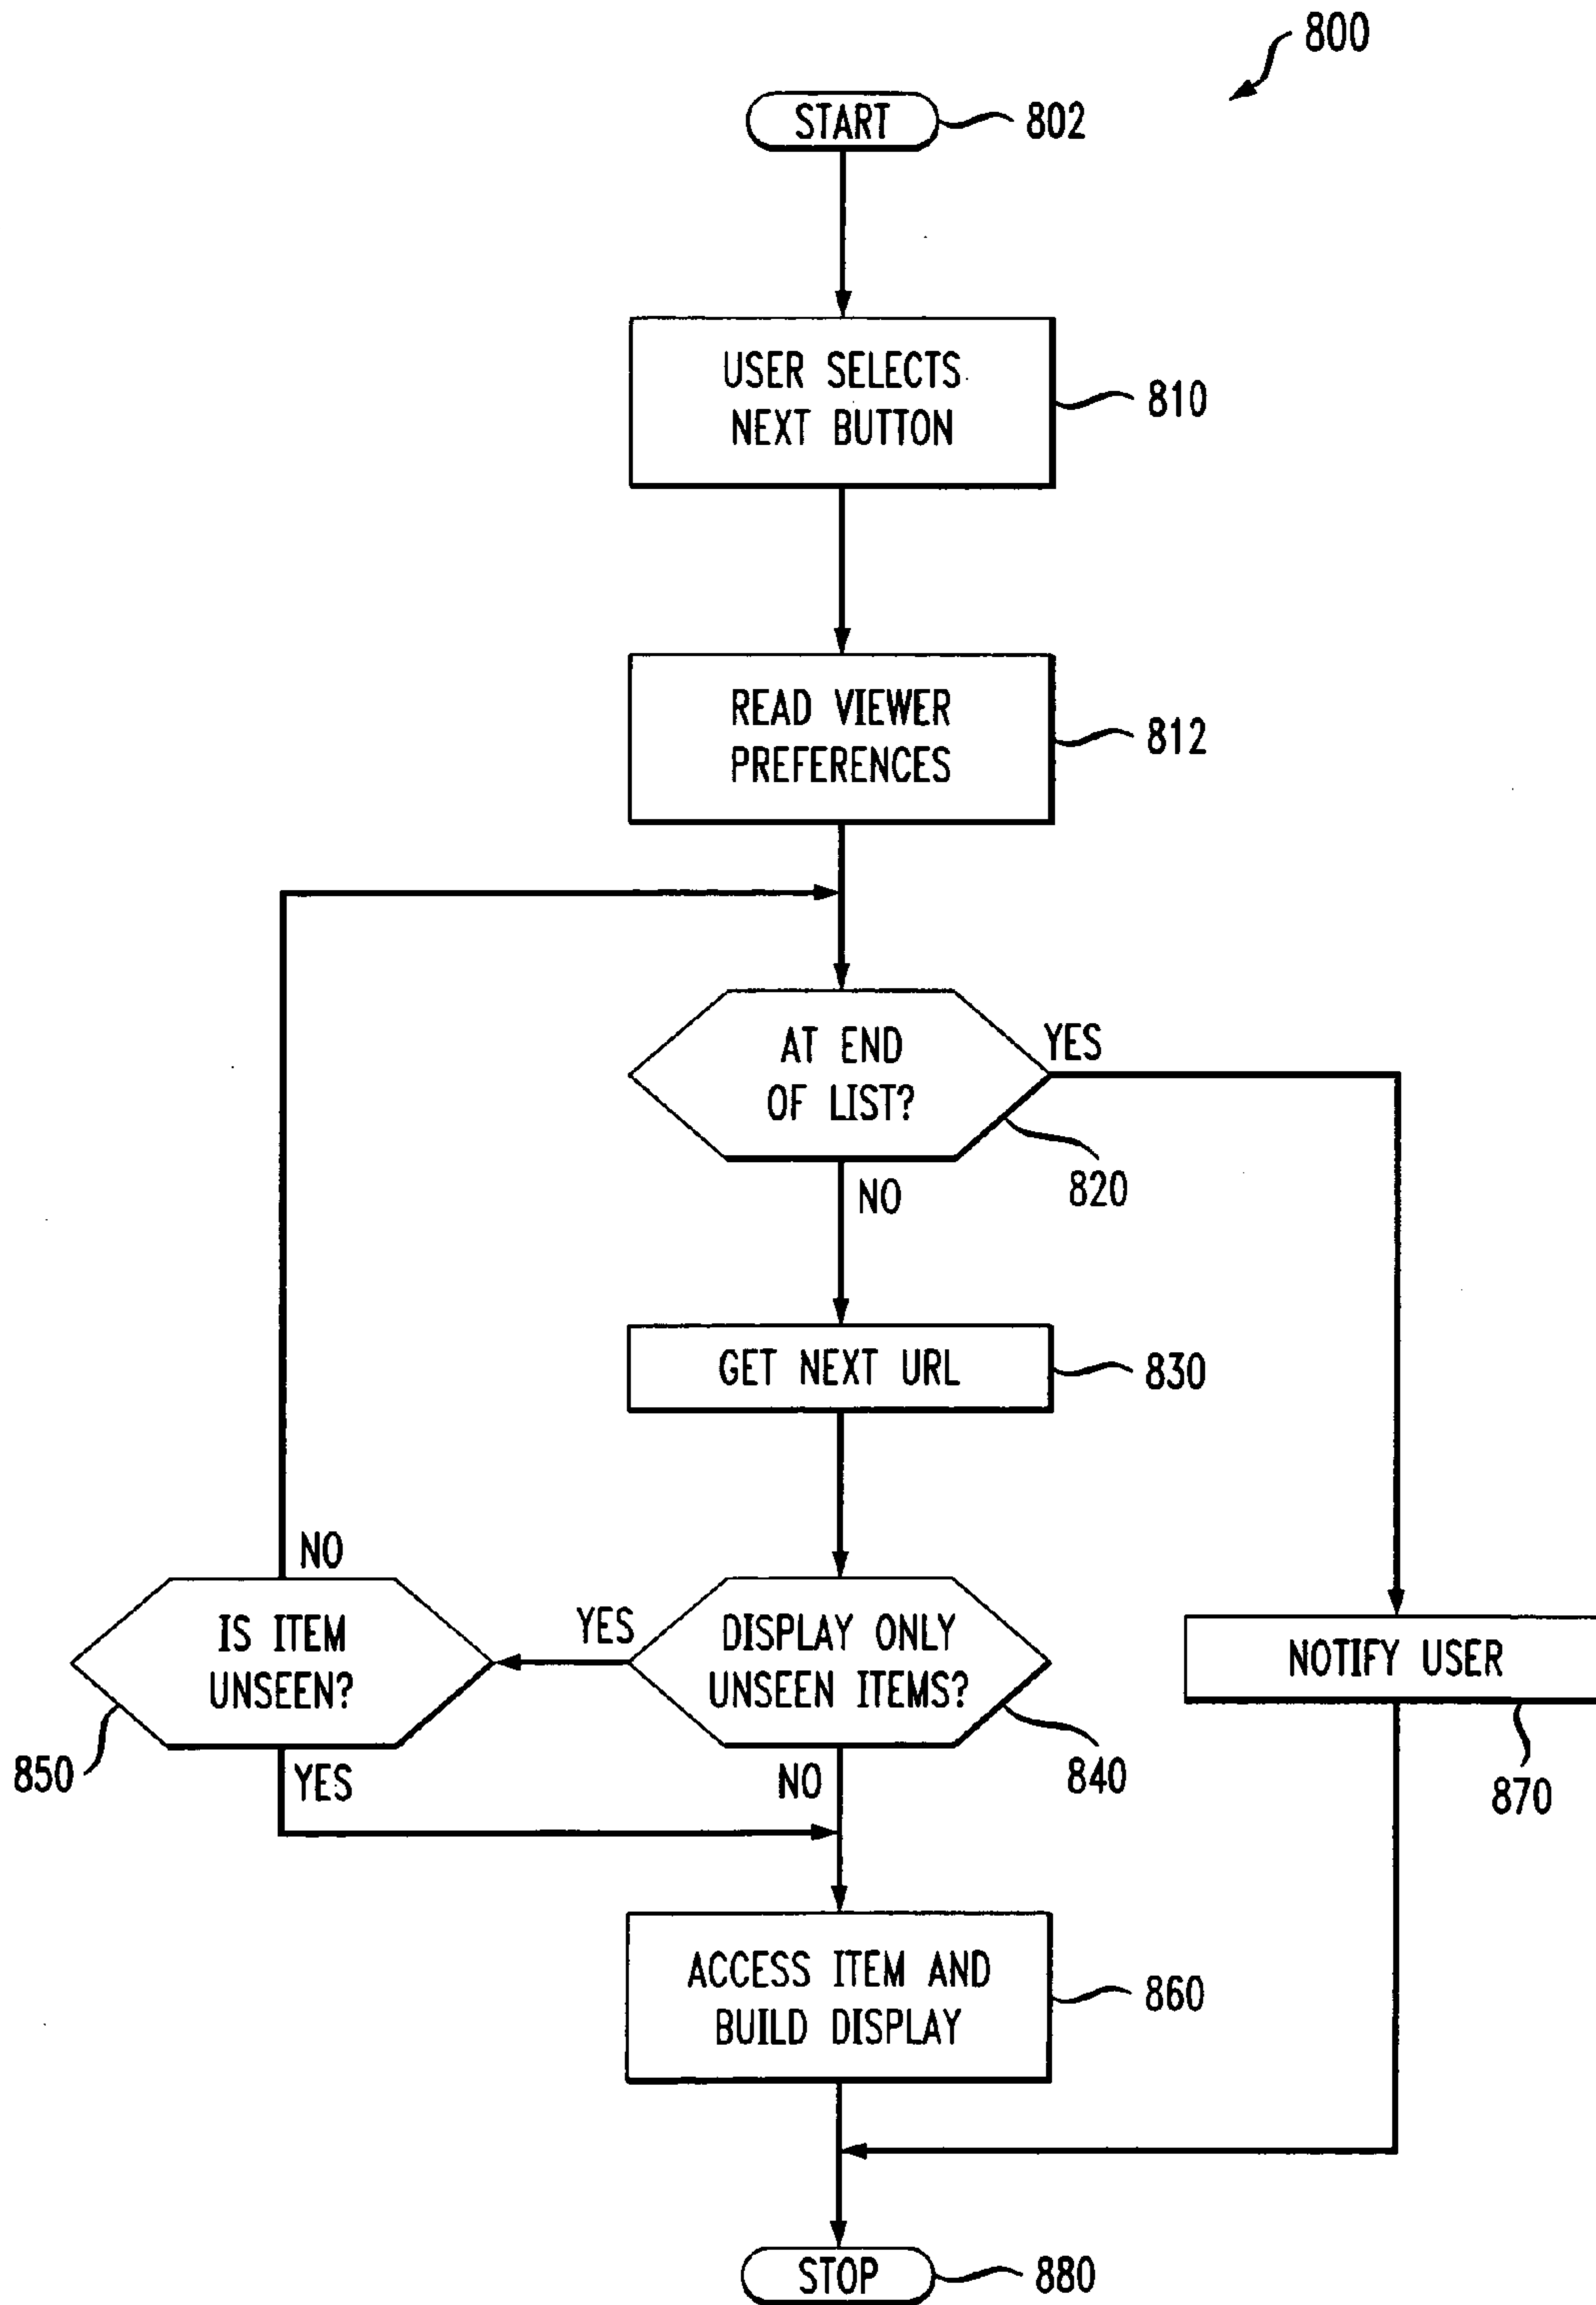 800
START
802
USER SELECTS
NEXT BUTTON
810
READ VIEWER
PREFERENCES
812
AT END
OF LIST?
YES
820
NO
GET NEXT URL
830
NO
IS ITEM
UNSEEN?
850
YES
YES
DISPLAY ONLY
UNSEEN ITEMS?
840
NO
NOTIFY USER
870
ACCESS ITEM AND
BUILD DISPLAY
860
STOP
880